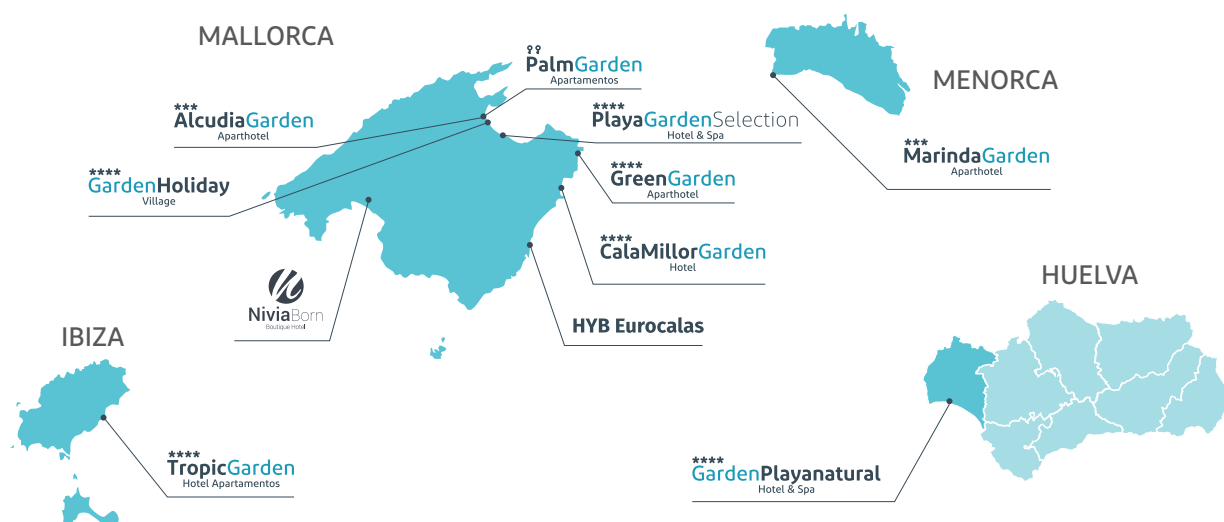 MALLORCA
PalmGarden
Apartamentos
****
PlayaGardenSelection
Hotel & Spa
***
AlcudiaGarden
Aparthotel
****
GreenGarden
Aparthotel
****
GardenHoliday
Village
****
CalaMillorGarden
Hotel
NiviaBorn
Boutique Hotel
HYB Eurocalas
MENORCA
***
MarindaGarden
Aparthotel
IBIZA
****
TropicGarden
Hotel Apartamentos
HUELVA
****
GardenPlayanatural
Hotel & Spa